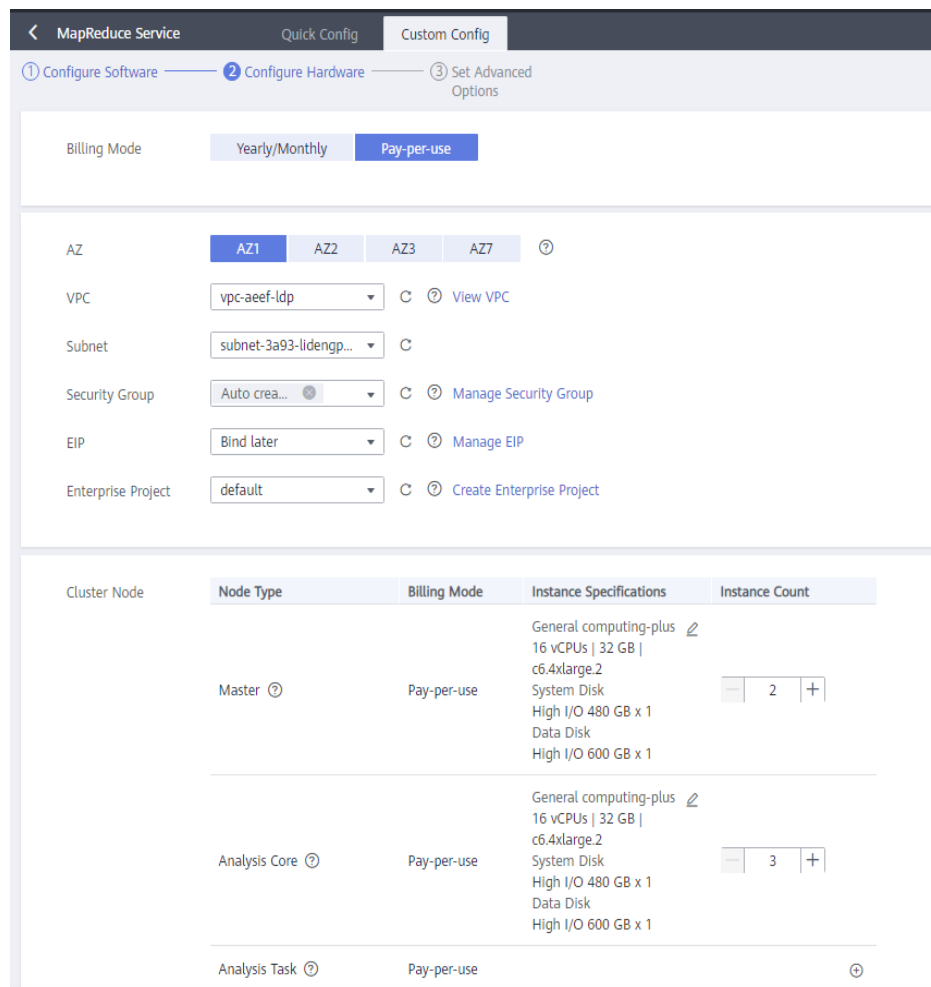 MapReduce Service Quick Config Custom Config
1 Configure Software 2 Configure Hardware 3 Set Advanced
Options
Billing Mode Yearly/Monthly Pay-per-use
AZ AZ1 AZ2 AZ3 AZ7
VPC vpc-aeef-ldp View VPC
Subnet subnet-3a93-lidengp...
Security Group Auto crea... Manage Security Group
EIP Bind later Manage EIP
Enterprise Project default Create Enterprise Project
Cluster Node Node Type Billing Mode Instance Specifications Instance Count
General computing-plus
16 vCPUs | 32 GB |
c6.4xlarge.2
Master Pay-per-use System Disk 2
High I/O 480 GB x 1
Data Disk
High I/O 600 GB x 1
General computing-plus
16 vCPUs | 32 GB |
c6.4xlarge.2
Analysis Core Pay-per-use System Disk 3
High I/O 480 GB x 1
Data Disk
High I/O 600 GB x 1
Analysis Task Pay-per-use